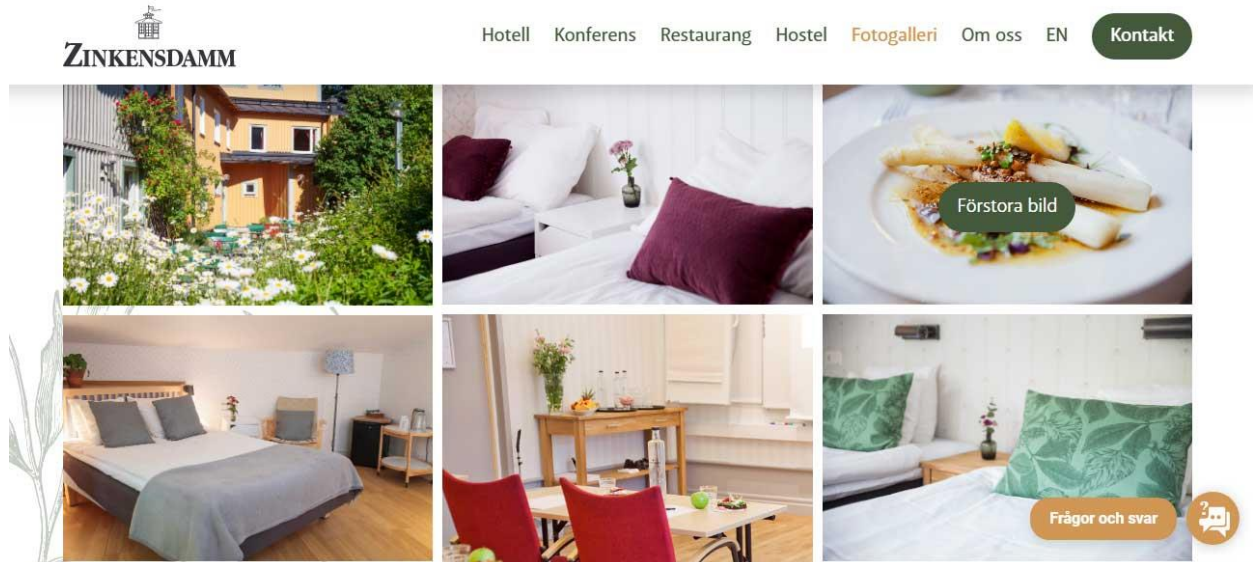 ZINKENSDAMM
Hotell Konferens Restaurang Hostel Fotogalleri Om oss EN Kontakt
Förstora bild
Frågor och svar
?